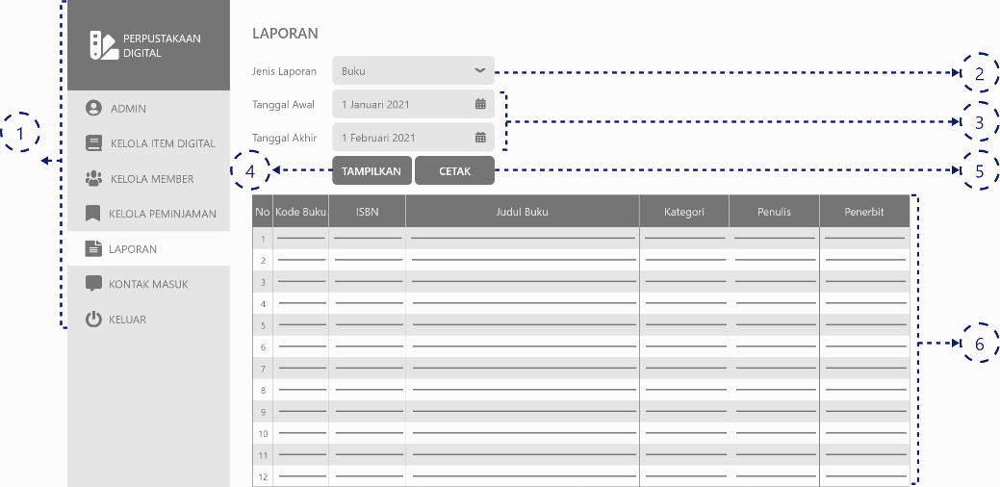 PERPUSTAKAAN
DIGITAL
ADMIN
KELOLA ITEM DIGITAL
KELOLA MEMBER
KELOLA PEMINJAMAN
LAPORAN
KONTAK MASUK
KELUAR
1
LAPORAN
Jenis Laporan Buku
2
Tanggal Awal 1 Januari 2021
Tanggal Akhir 1 Februari 2021
3
4
TAMPILKAN CETAK
5
No Kode Buku ISBN Judul Buku Kategori Penulis Penerbit
1
2
3
4
5
6
7
8
9
10
11
12
6